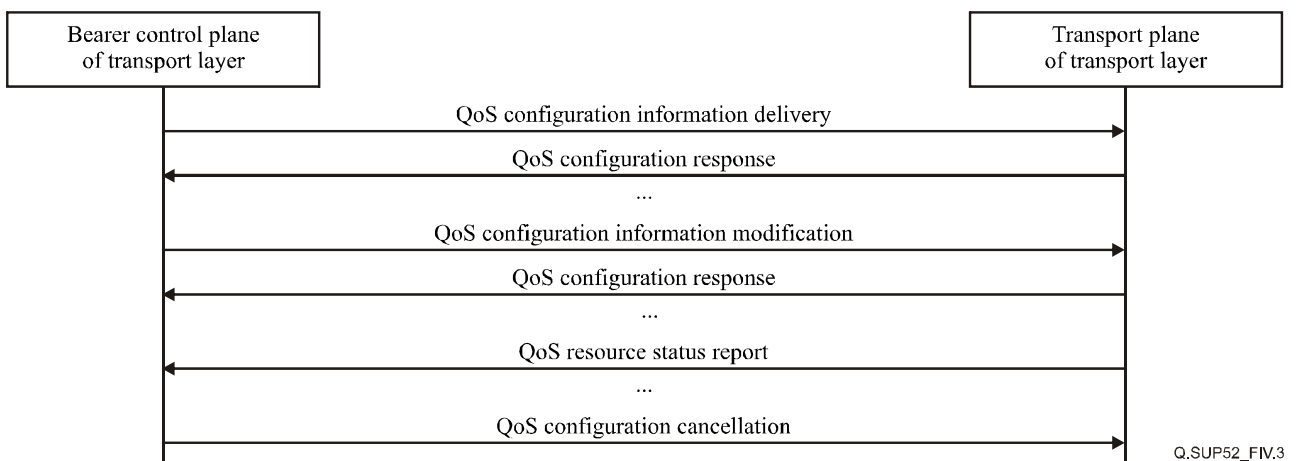 Bearer control plane
of transport layer
Transport plane
of transport layer
QoS configuration information delivery
QoS configuration response
...
QoS configuration information modification
QoS configuration response
...
QoS resource status report
...
QoS configuration cancellation
Q.SUP52_FIV.3